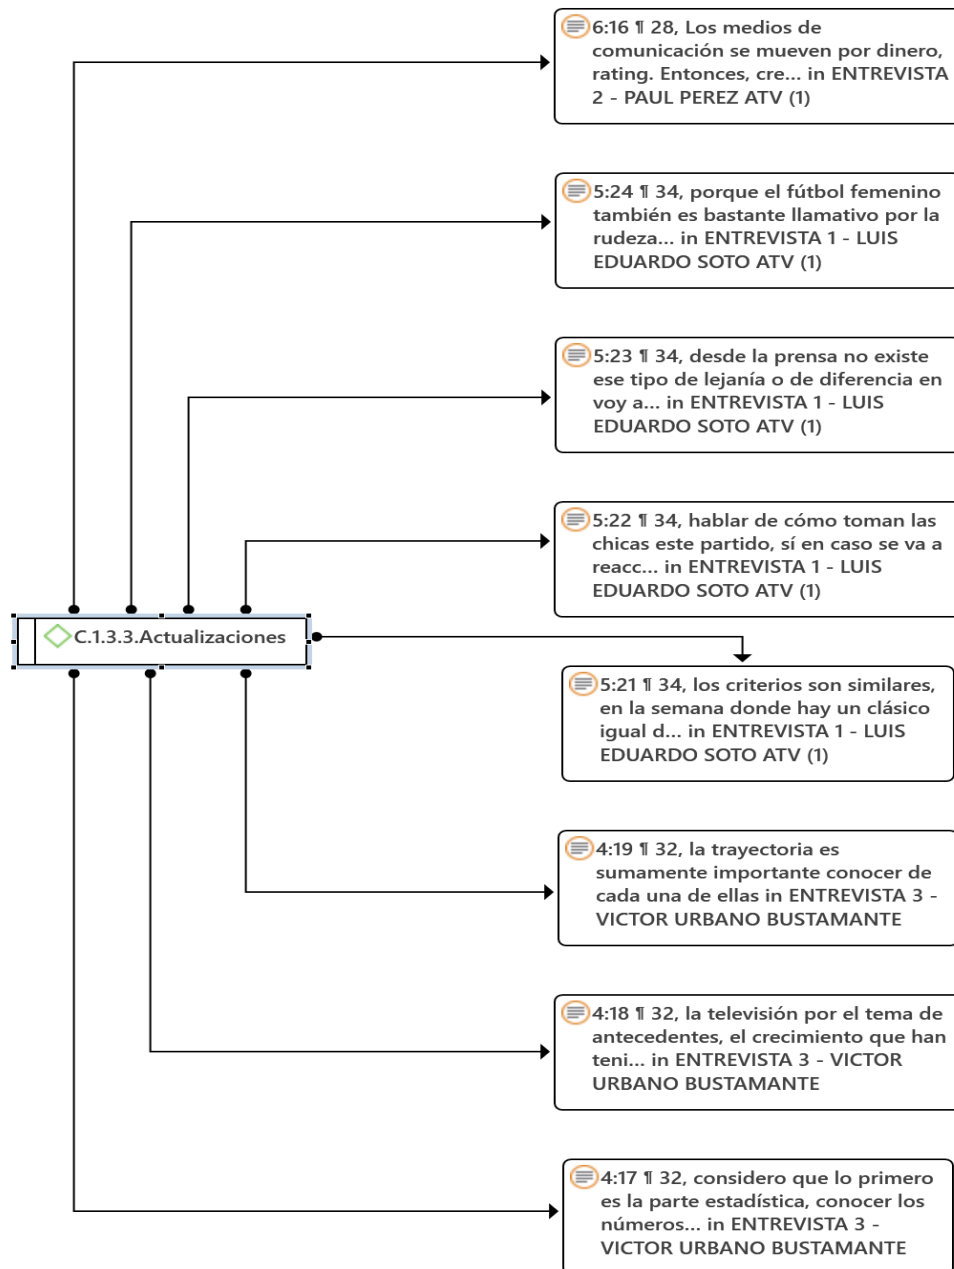 6:16 ¶ 28, Los medios de
comunicación se mueven por dinero,
rating. Entonces, cre... in ENTREVISTA
2 - PAUL PEREZ ATV (1)
5:24 ¶ 34, porque el fútbol femenino
también es bastante llamativo por la
rudeza... in ENTREVISTA 1 - LUIS
EDUARDO SOTO ATV (1)
5:23 ¶ 34, desde la prensa no existe
ese tipo de lejanía o de diferencia en
voy a... in ENTREVISTA 1 - LUIS
EDUARDO SOTO ATV (1)
5:22 ¶ 34, hablar de cómo toman las
chicas este partido, sí en caso se va a
reacc... in ENTREVISTA 1 - LUIS
EDUARDO SOTO ATV (1)
C.1.3.3.Actualizaciones
5:21 ¶ 34, los criterios son similares,
en la semana donde hay un clásico
igual d... in ENTREVISTA 1 - LUIS
EDUARDO SOTO ATV (1)
4:19 ¶ 32, la trayectoria es
sumamente importante conocer de
cada una de ellas in ENTREVISTA 3 -
VICTOR URBANO BUSTAMANTE
4:18 ¶ 32, la televisión por el tema de
antecedentes, el crecimiento que han
teni... in ENTREVISTA 3 - VICTOR
URBANO BUSTAMANTE
4:17 ¶ 32, considero que lo primero
es la parte estadística, conocer los
números... in ENTREVISTA 3 -
VICTOR URBANO BUSTAMANTE